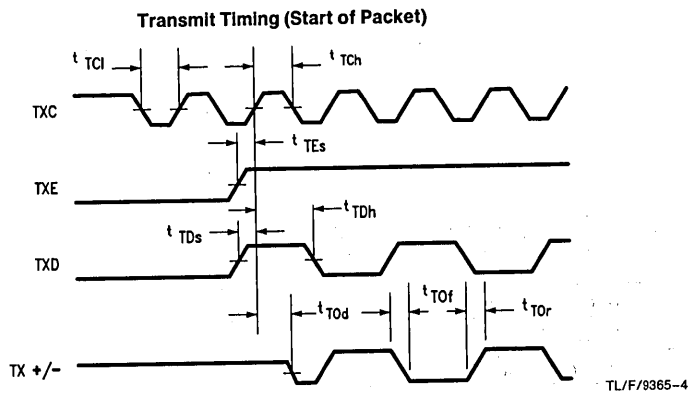 Transmit Timing (Start of Packet)
t TCl
t TCh
TXC
t TEs
TXE
t TDh
t TDs
TXD
t TOd
t TOf
t TOr
TX +/-
TL/F/9365-4